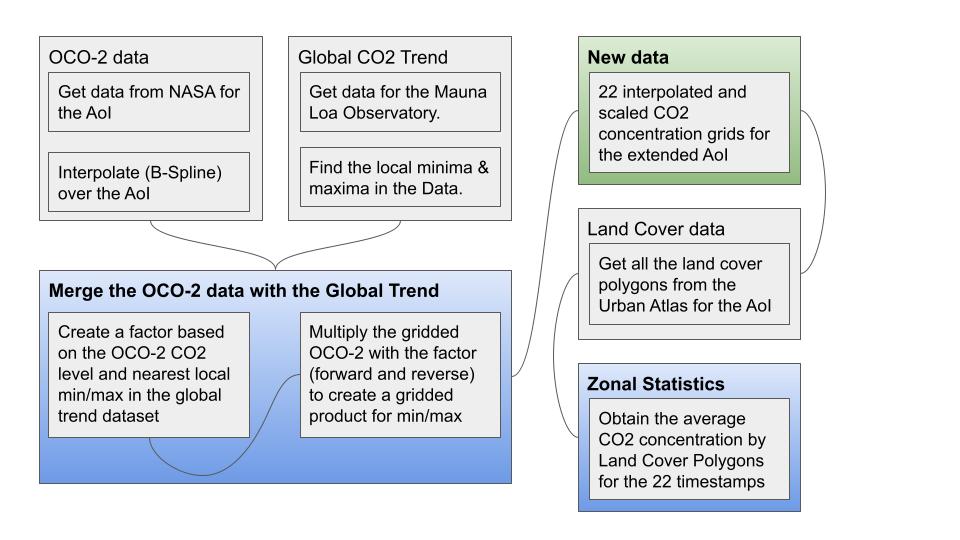 OCO-2 data
Get data from NASA for
the AoI
Interpolate (B-Spline)
over the AoI
Global CO2 Trend
Get data for the Mauna
Loa Observatory.
Find the local minima &
maxima in the Data.
Merge the OCO-2 data with the Global Trend
Create a factor based
on the OCO-2 CO2
level and nearest local
min/max in the global
trend dataset
Multiply the gridded
OCO-2 with the factor
(forward and reverse)
to create a gridded
product for min/max
New data
22 interpolated and
scaled CO2
concentration grids for
the extended AoI
Land Cover data
Get all the land cover
polygons from the
Urban Atlas for the AoI
Zonal Statistics
Obtain the average
CO2 concentration by
Land Cover Polygons
for the 22 timestamps